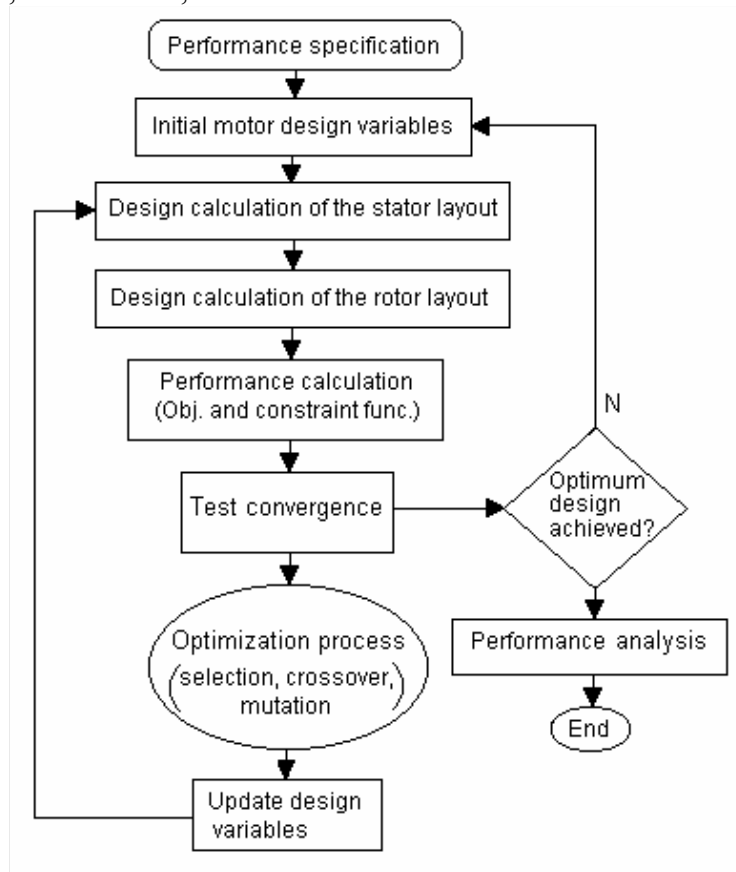 Performance specification
Initial motor design variables
Design calculation of the stator layout
Design calculation of the rotor layout
Performance calculation
(Obj. and constraint func.)
Test convergence
N
Optimum
design
achieved?
Optimization process
(selection, crossover,
mutation)
Performance analysis
End
Update design
variables